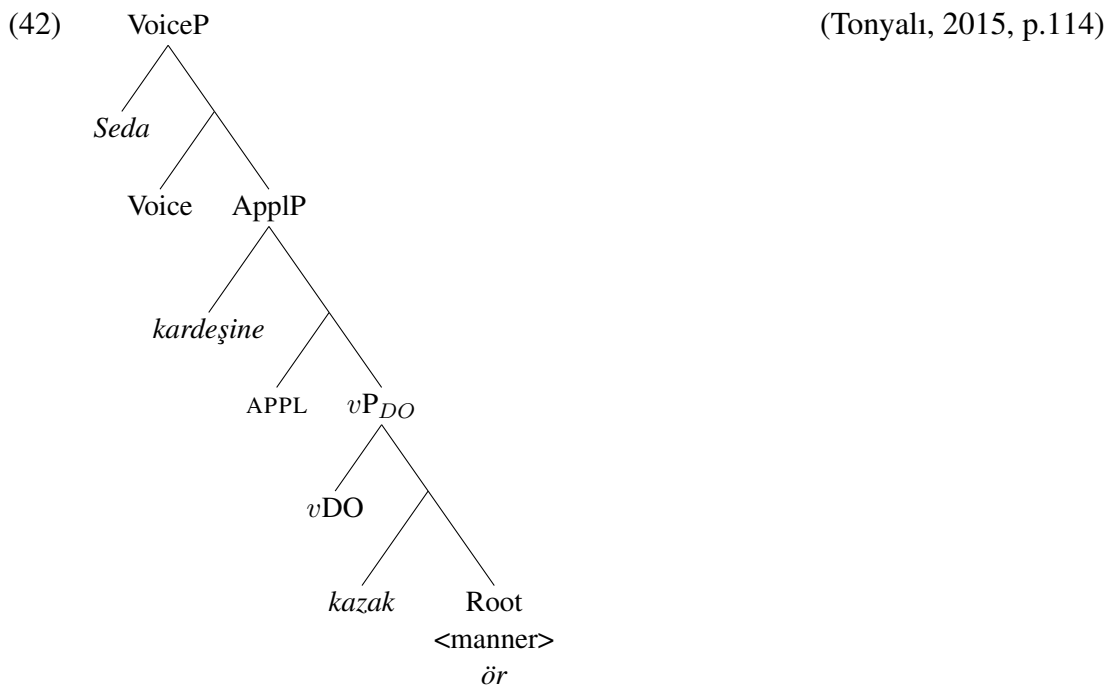 (42) VoiceP (Tonyalı, 2015, p.114)
Seda
Voice ApplP
kardeşine
APPL vP_DO
vDO
kazak Root
<manner>
ör